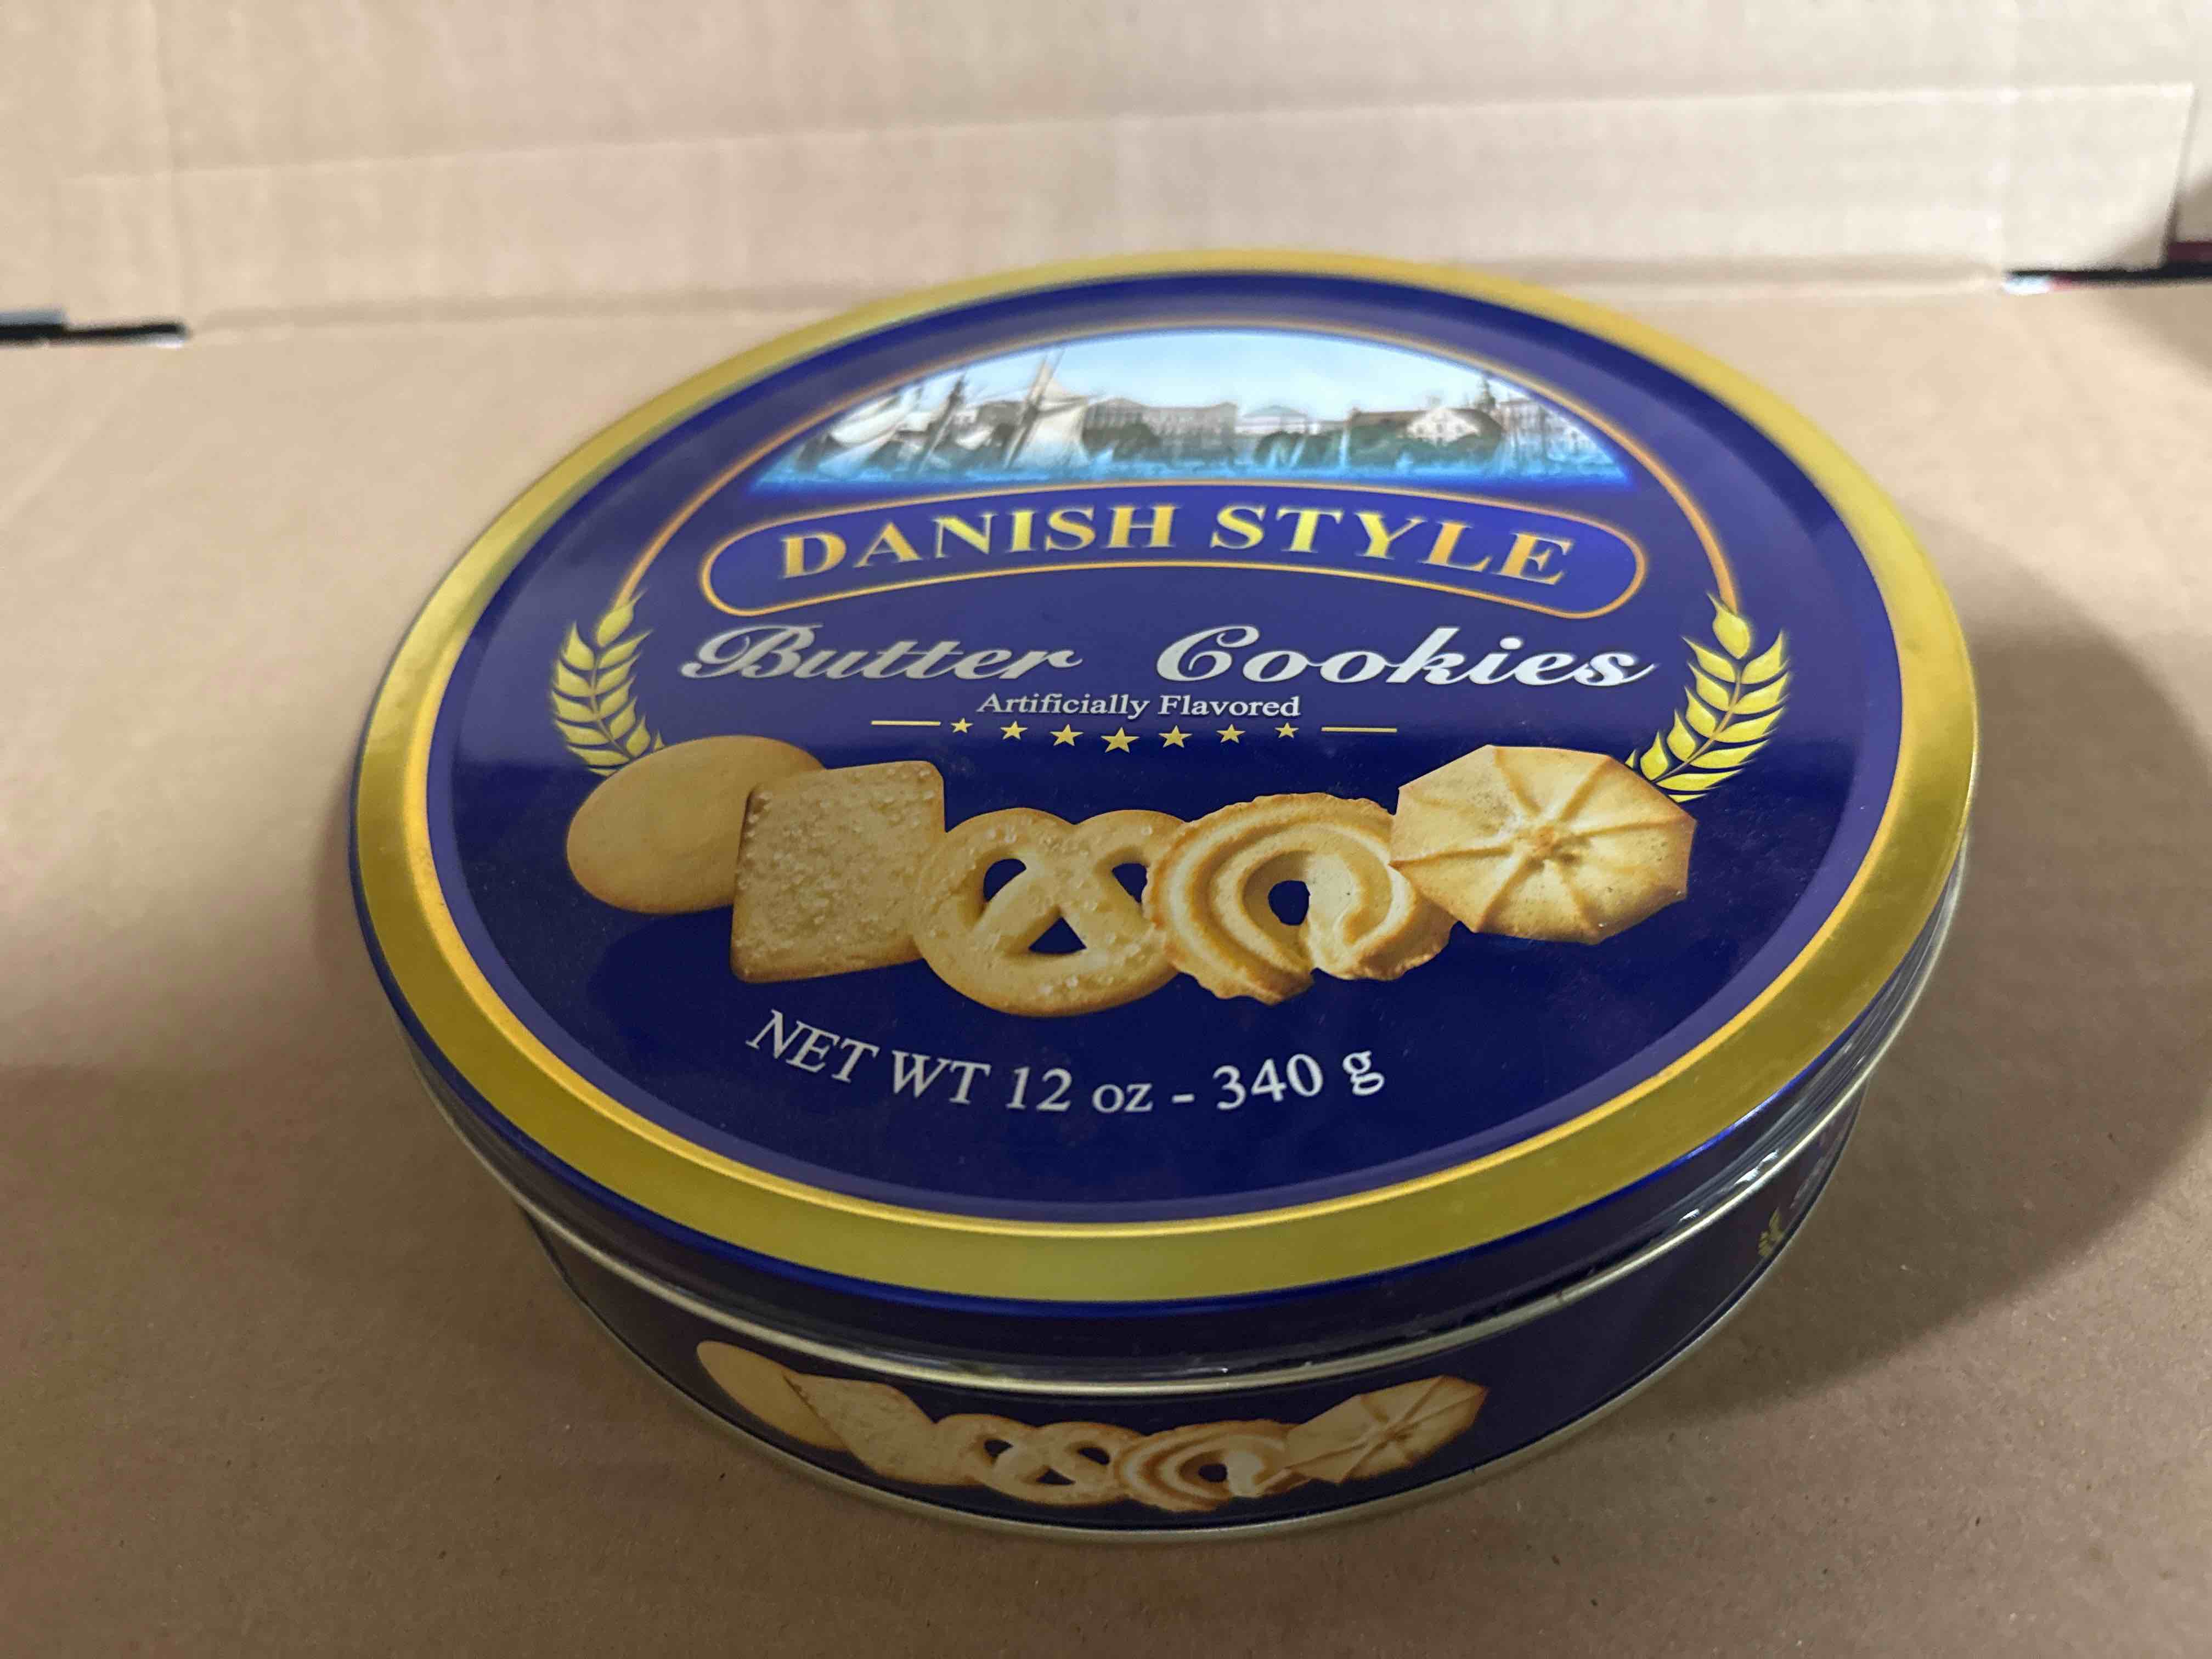 DANISH STYLE
Butter Cookies
Artificially Flavored
NET WT 12 oz - 340 g